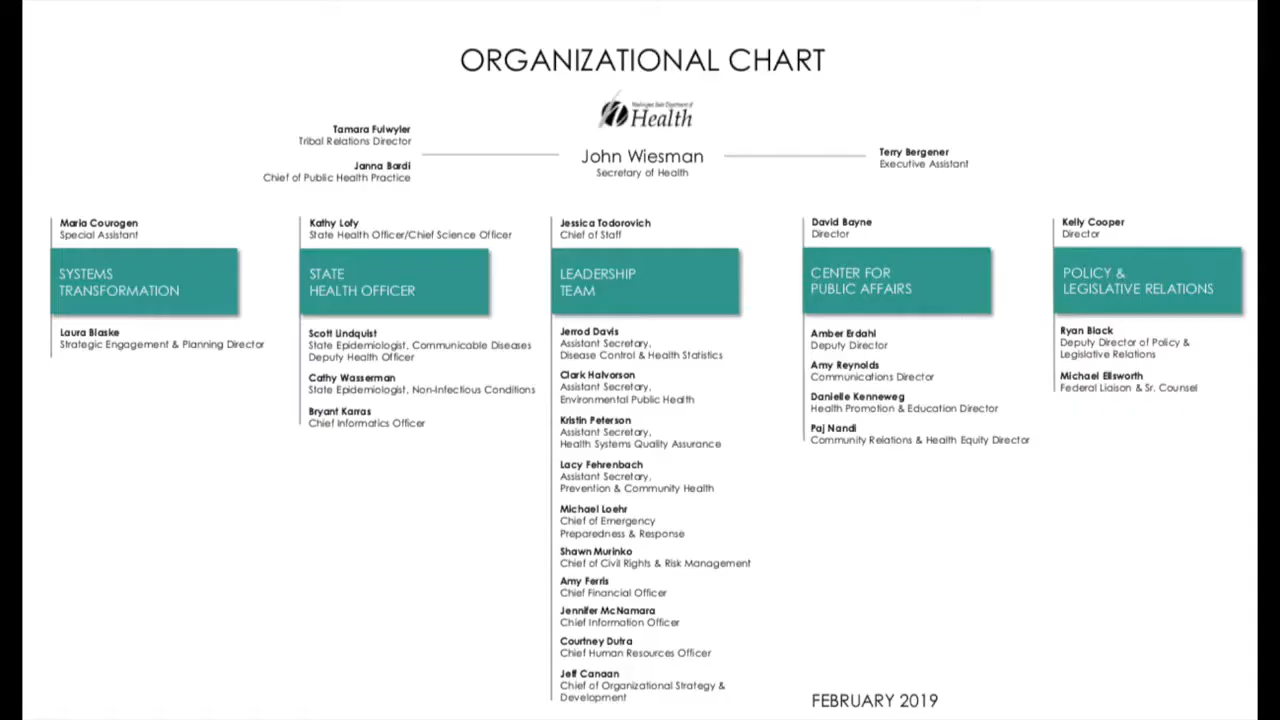 ORGANIZATIONAL CHART
Washington State Department of
Health
Tamara Fulwyler
Tribal Relations Director
Janna Bardi
Chief of Public Health Practice
John Wiesman
Secretary of Health
Terry Bergener
Executive Assistant
Maria Courogen
Special Assistant
SYSTEMS
TRANSFORMATION
Laura Blaske
Strategic Engagement & Planning Director
Kathy Lofy
State Health Officer/Chief Science Officer
STATE
HEALTH OFFICER
Scott Lindquist
State Epidemiologist, Communicable Diseases
Deputy Health Officer
Cathy Wasserman
State Epidemiologist, Non-Infectious Conditions
Bryant Karras
Chief Informatics Officer
Jessica Todorovich
Chief of Staff
LEADERSHIP
TEAM
Jerrod Davis
Assistant Secretary,
Disease Control & Health Statistics
Clark Halvorson
Assistant Secretary,
Environmental Public Health
Kristin Peterson
Assistant Secretary,
Health Systems Quality Assurance
Lacy Fehrenbach
Assistant Secretary,
Prevention & Community Health
Michael Loehr
Chief of Emergency
Preparedness & Response
Shawn Murinko
Chief of Civil Rights & Risk Management
Amy Ferris
Chief Financial Officer
Jennifer McNamara
Chief Information Officer
Courtney Dutra
Chief Human Resources Officer
Jeff Canaan
Chief of Organizational Strategy &
Development
David Bayne
Director
CENTER FOR
PUBLIC AFFAIRS
Amber Erdahl
Deputy Director
Amy Reynolds
Communications Director
Danielle Kenneweg
Health Promotion & Education Director
Paj Nandi
Community Relations & Health Equity Director
Kelly Cooper
Director
POLICY &
LEGISLATIVE RELATIONS
Ryan Black
Deputy Director of Policy &
Legislative Relations
Michael Ellsworth
Federal Liaison & Sr. Counsel
FEBRUARY 2019